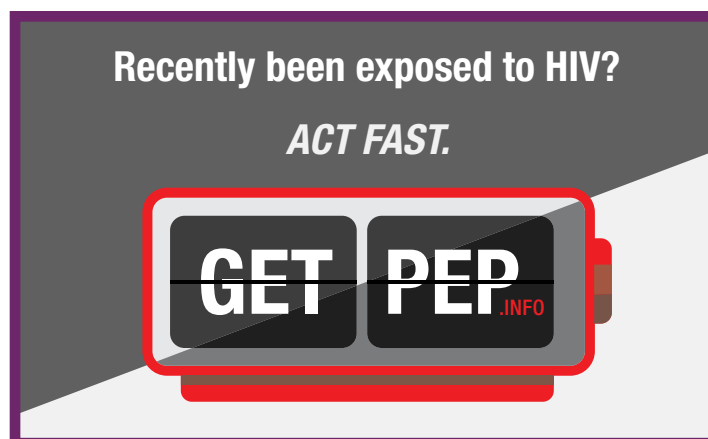 Recently been exposed to HIV?
ACT FAST.
GET PEP.INFO